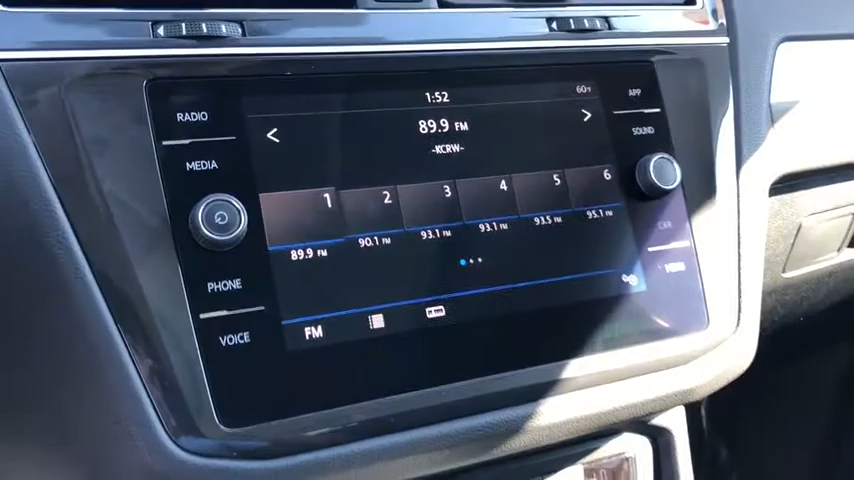 1:52
60°F
RADIO
APP
89.9 FM
-KCRW-
SOUND
MEDIA
1 2 3 4 5 6
89.9 FM 90.1 FM 93.1 FM 93.1 FM 93.5 FM 95.1 FM
CAR
PHONE
MENU
VOICE
FM